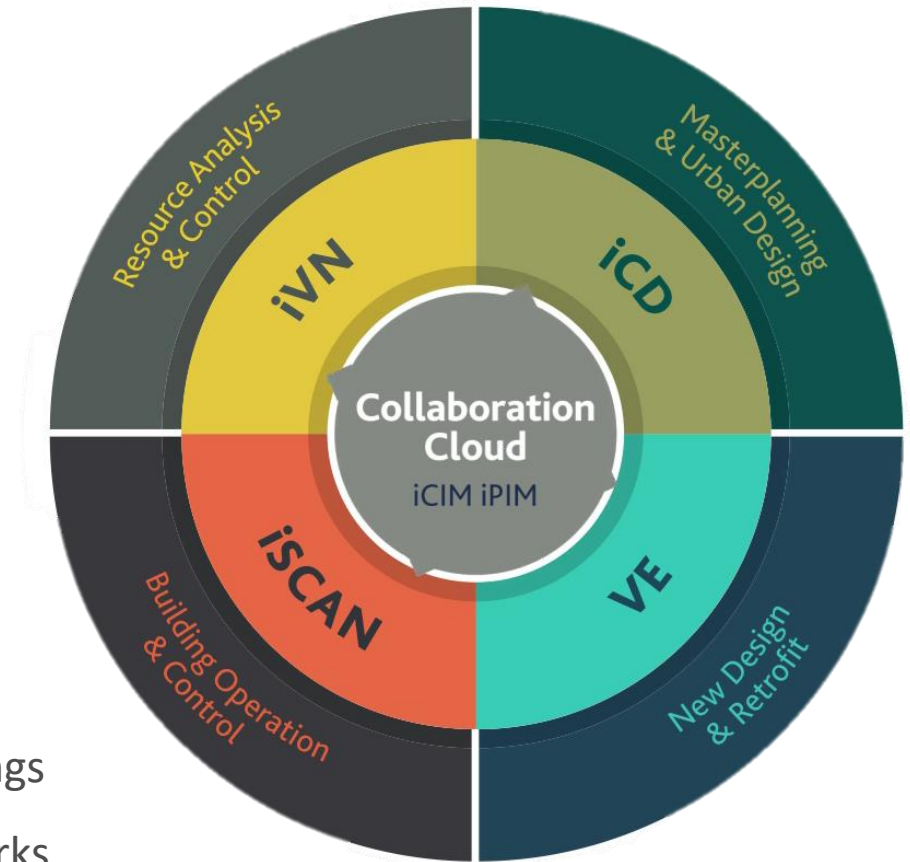 Resource Analysis
& Control
Masterplanning
& Urban Design
iVN
iCD
Collaboration
Cloud
iCIM iPIM
iSCAN
VE
Building Operation
& Control
New Design
& Retrofit